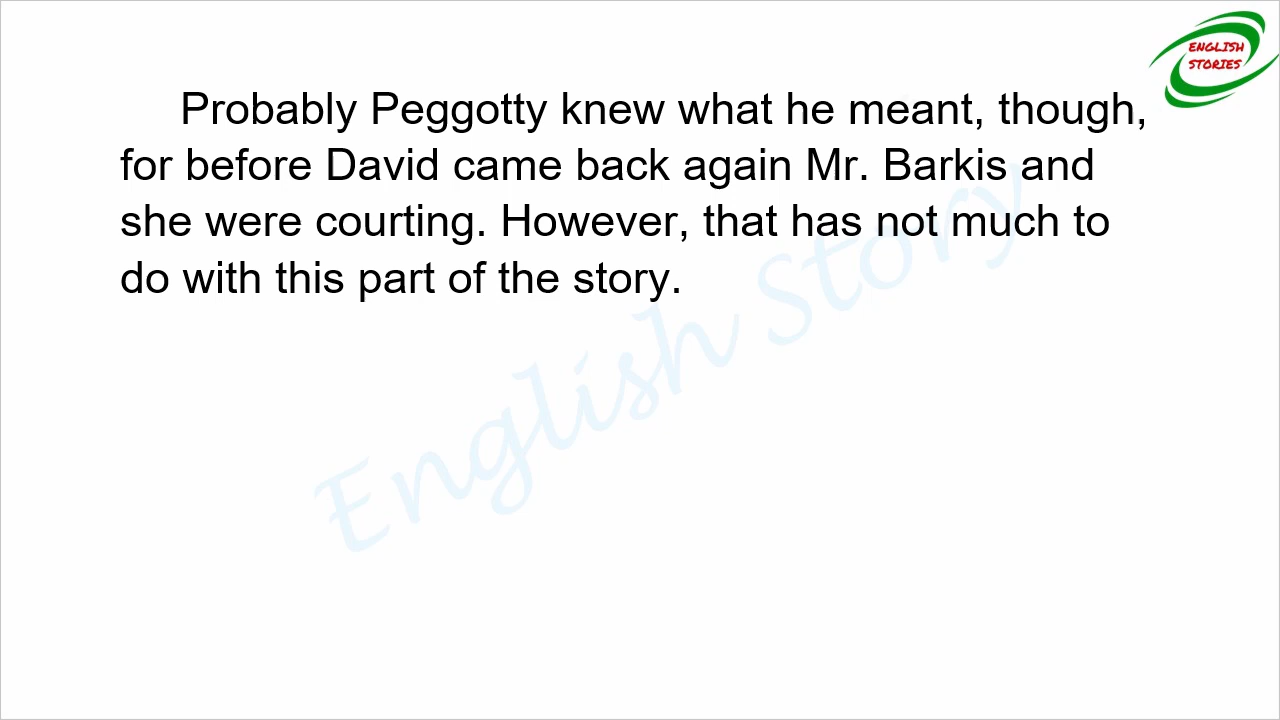 ENGLISH
STORIES
Probably Peggotty knew what he meant, though,
for before David came back again Mr. Barkis and
she were courting. However, that has not much to
do with this part of the story.
English Story